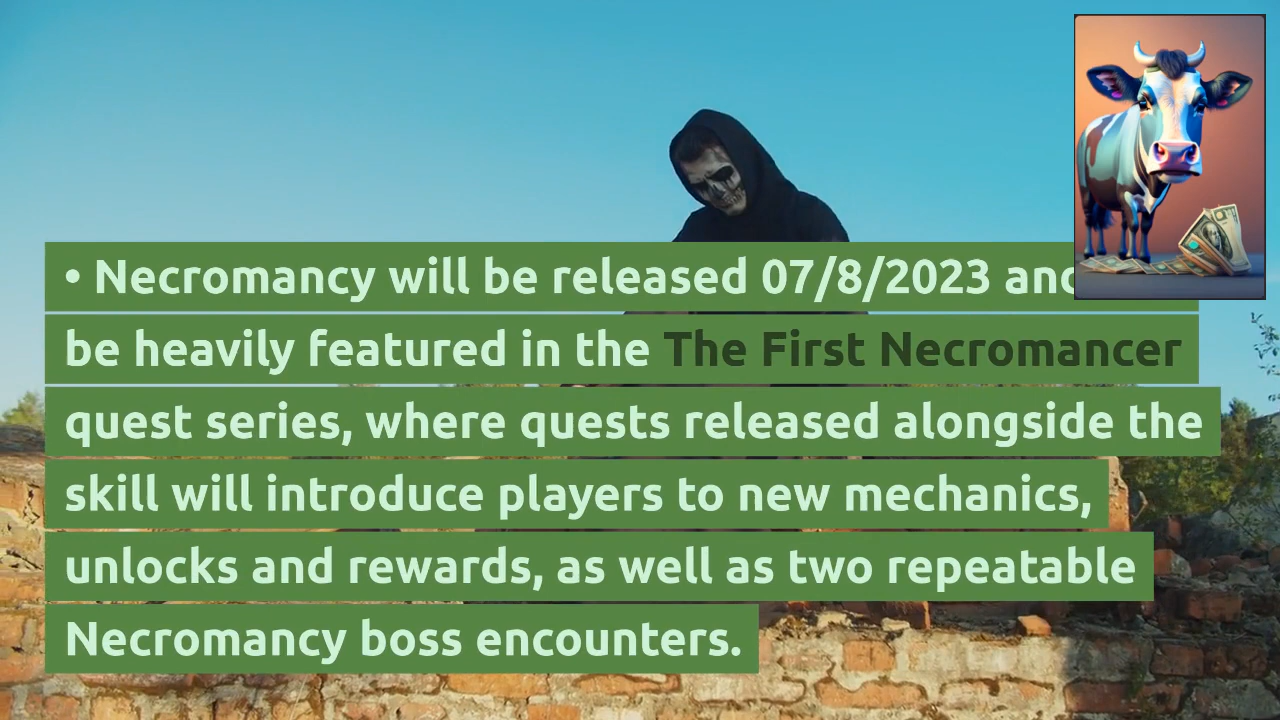 • Necromancy will be released 07/8/2023 and
be heavily featured in the The First Necromancer
quest series, where quests released alongside the
skill will introduce players to new mechanics,
unlocks and rewards, as well as two repeatable
Necromancy boss encounters.